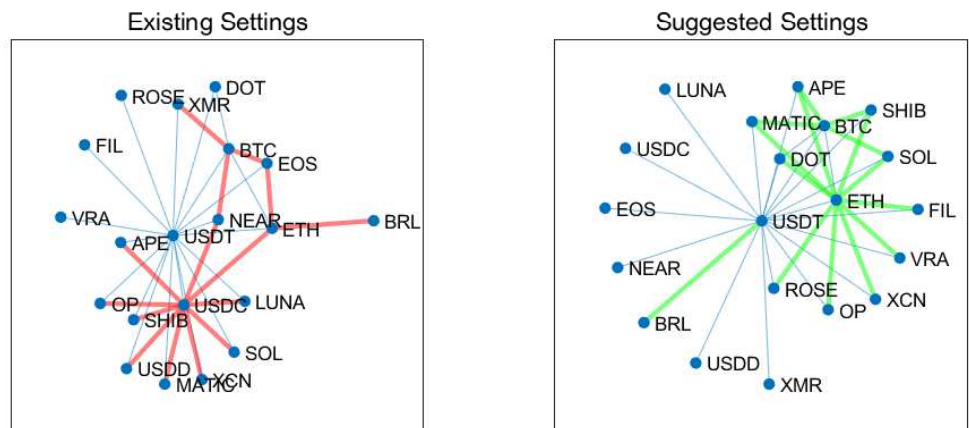 Existing Settings
DOT
ROSE
XMR
BTC
FIL
EOS
VRA
NEAR
BRL
ETH
USDT
APE
OP
USDC
LUNA
SHIB
SOL
USDD
XCN
MATIC
Suggested Settings
LUNA
APE
SHIB
MATIC
BTC
USDC
DOT
SOL
ETH
EOS
FIL
USDT
VRA
NEAR
ROSE
XCN
OP
BRL
USDD
XMR